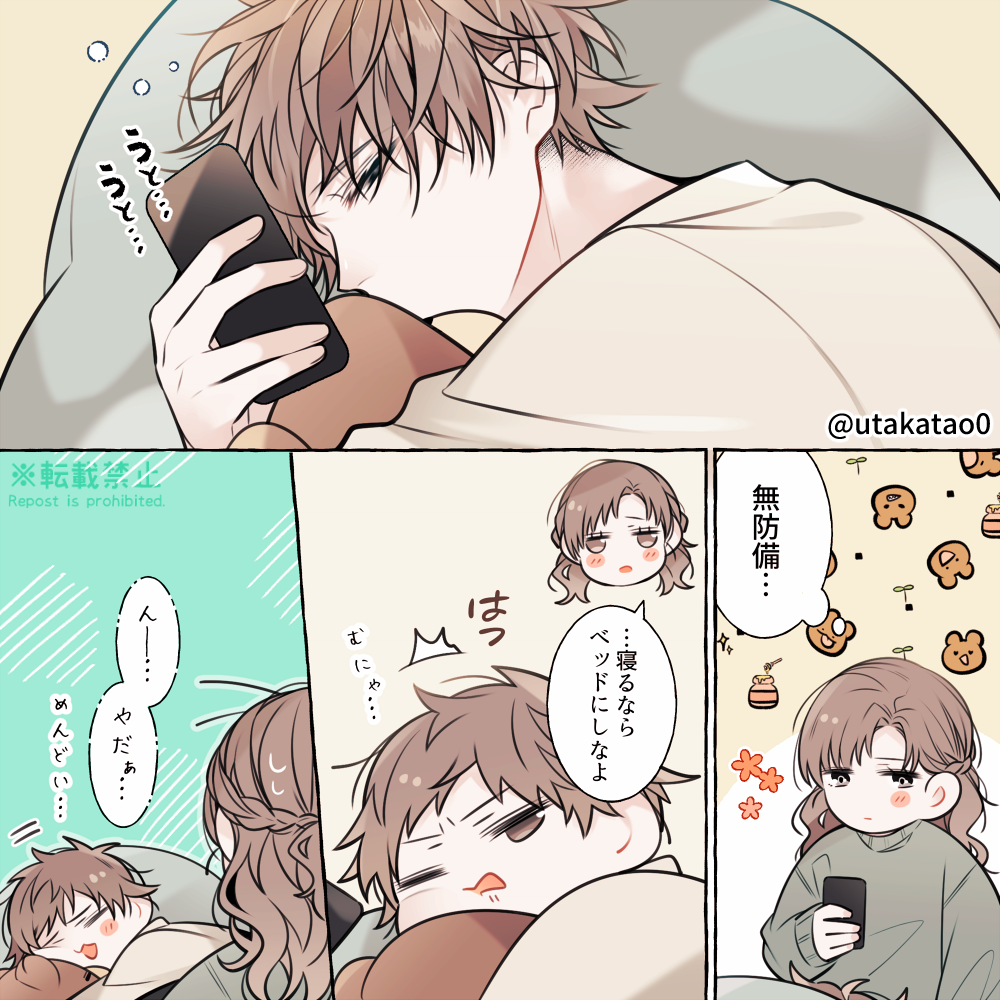 うと…
うと…
@utakatao0
無防備…
…寝るなら
ベッドにしなよ
はっ
むにゃ…
※転載禁止
Repost is prohibited.
んー…
やだぁ…
めんどい…